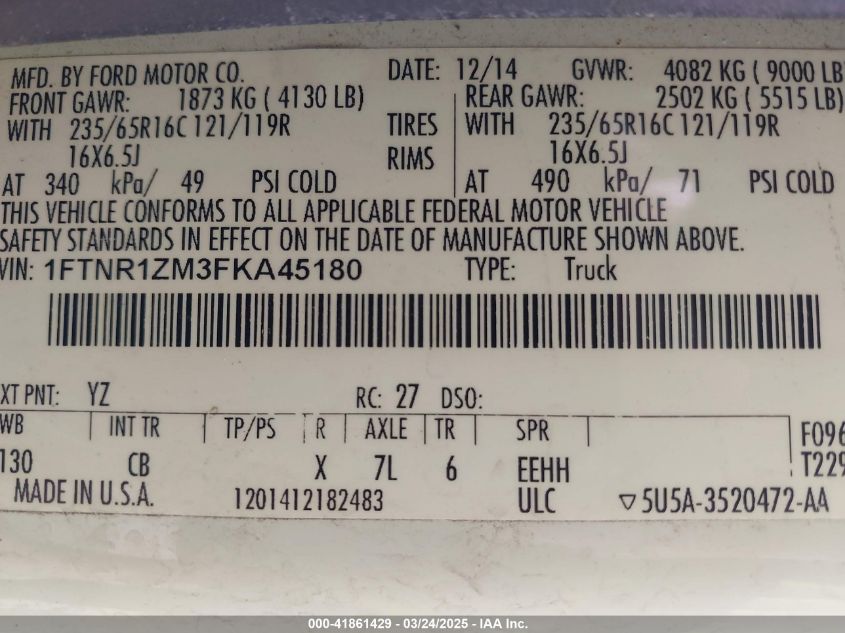 MFD. BY FORD MOTOR CO. DATE: 12/14 GVWR: 4082 KG ( 9000 LB
FRONT GAWR: 1873 KG ( 4130 LB) REAR GAWR: 2502 KG ( 5515 LB)
WITH 235/65R16C 121/119R TIRES WITH 235/65R16C 121/119R
16X6.5J RIMS 16X6.5J
AT 340 kPa/ 49 PSI COLD AT 490 kPa/ 71 PSI COLD
THIS VEHICLE CONFORMS TO ALL APPLICABLE FEDERAL MOTOR VEHICLE
SAFETY STANDARDS IN EFFECT ON THE DATE OF MANUFACTURE SHOWN ABOVE.
VIN: 1FTNR1ZM3FKA45180 TYPE: Truck
XT PNT: YZ RC: 27 DSO:
WB INT TR TP/PS R AXLE TR SPR F096
130 CB X 7L 6 EEHH T229
MADE IN U.S.A. 1201412182483 ULC ▽5U5A-3520472-AA
000-41861429 - 03/24/2025 - IAA Inc.